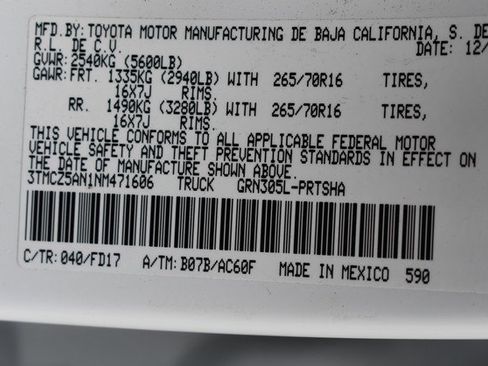 MFD.BY: TOYOTA MOTOR MANUFACTURING DE BAJA CALIFORNIA, S. DE
R.L. DE C.V. DATE: 12/
GVWR: 2540KG (5600LB)
GAWR: FRT. 1335KG (2940LB) WITH 265/70R16 TIRES,
16X7J RIMS.
RR. 1490KG (3280LB) WITH 265/70R16 TIRES,
16X7J RIMS.
THIS VEHICLE CONFORMS TO ALL APPLICABLE FEDERAL MOTOR
VEHICLE SAFETY AND THEFT PREVENTION STANDARDS IN EFFECT ON
THE DATE OF MANUFACTURE SHOWN ABOVE.
3TMCZ5AN1NM471606 TRUCK GRN305L-PRTSHA
C/TR: 040/FD17 A/TM: B07B/AC60F MADE IN MEXICO 590